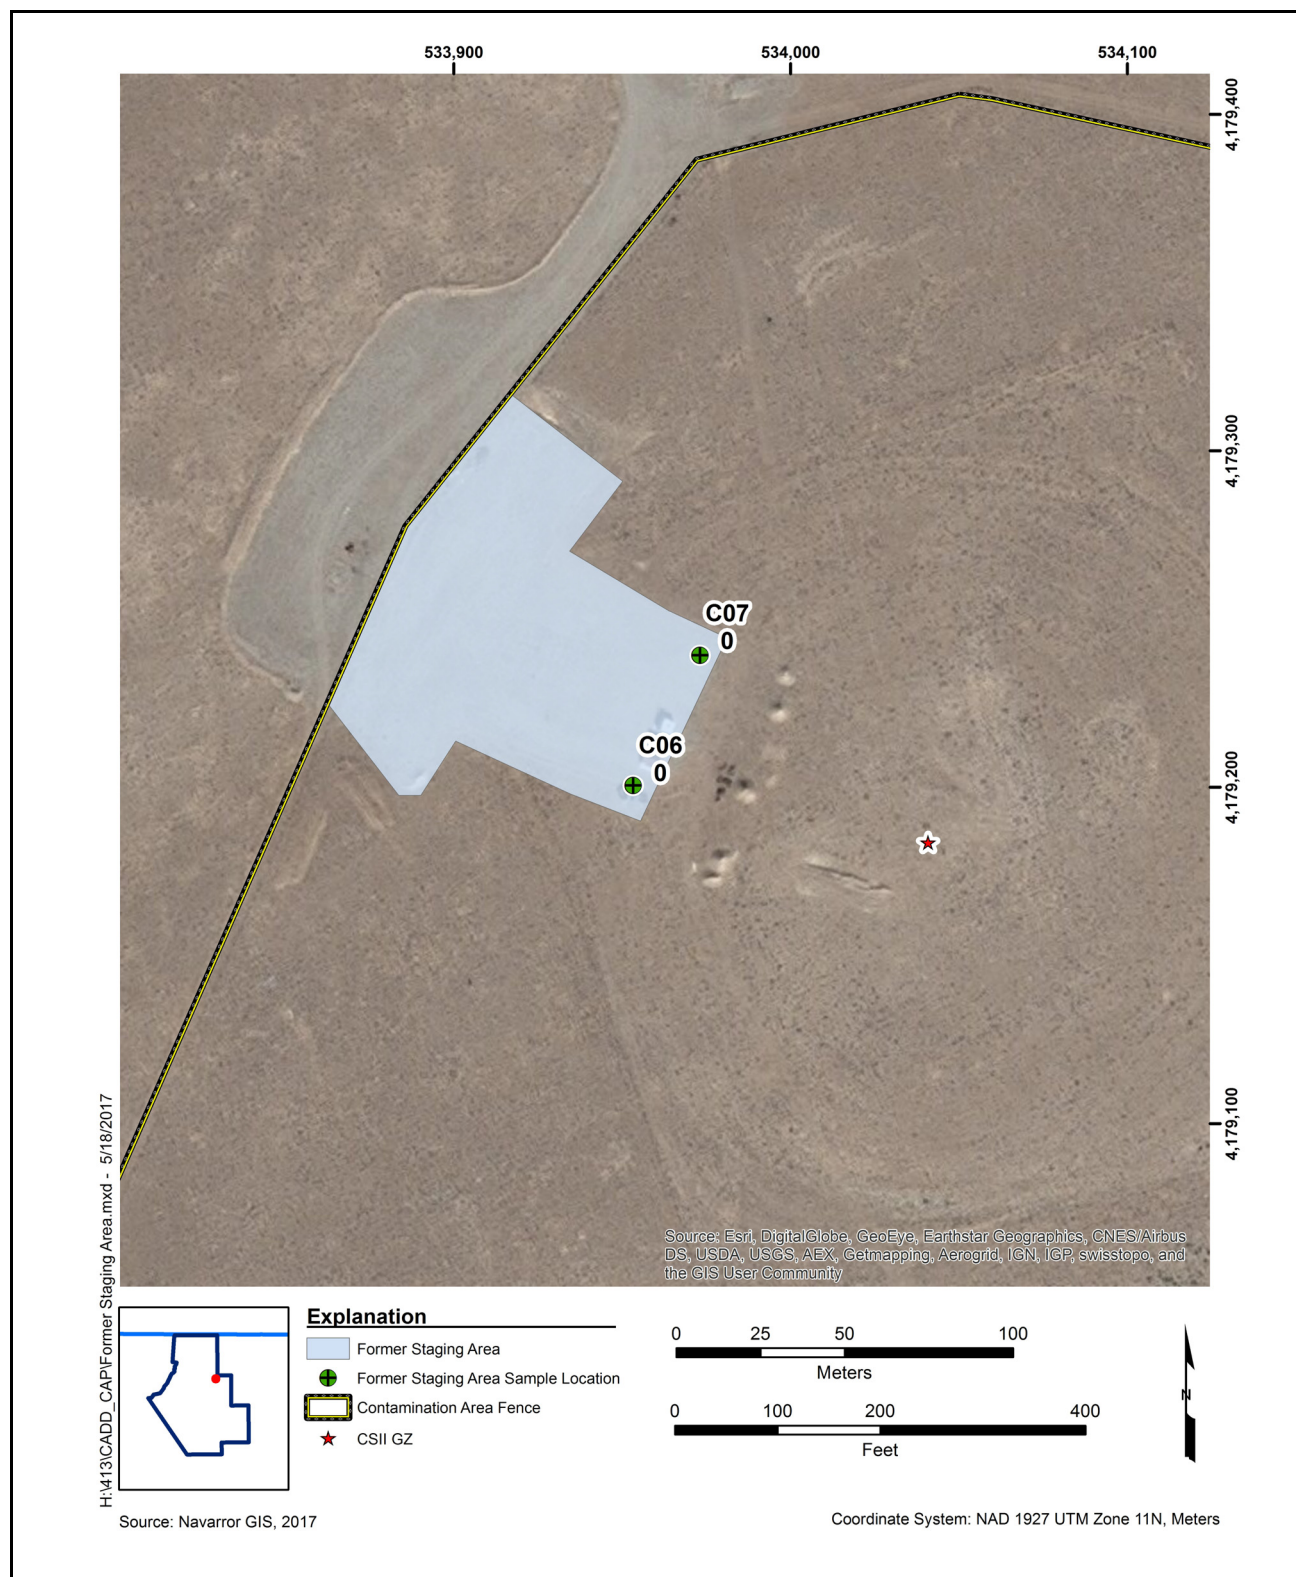 533,900
534,000
534,100
4,179,400
4,179,300
4,179,200
4,179,100
C07
0
C06
0
Source: Esri, DigitalGlobe, GeoEye, Earthstar Geographics, CNES/Airbus
DS, USDA, USGS, AEX, Getmapping, Aerogrid, IGN, IGP, swisstopo, and
the GIS User Community
H:\413\CADD_CAP\Former Staging Area.mxd - 5/18/2017
Explanation
Former Staging Area
Former Staging Area Sample Location
Contamination Area Fence
CSII GZ
0 25 50 100
Meters
0 100 200 400
Feet
N
Source: Navarror GIS, 2017
Coordinate System: NAD 1927 UTM Zone 11N, Meters